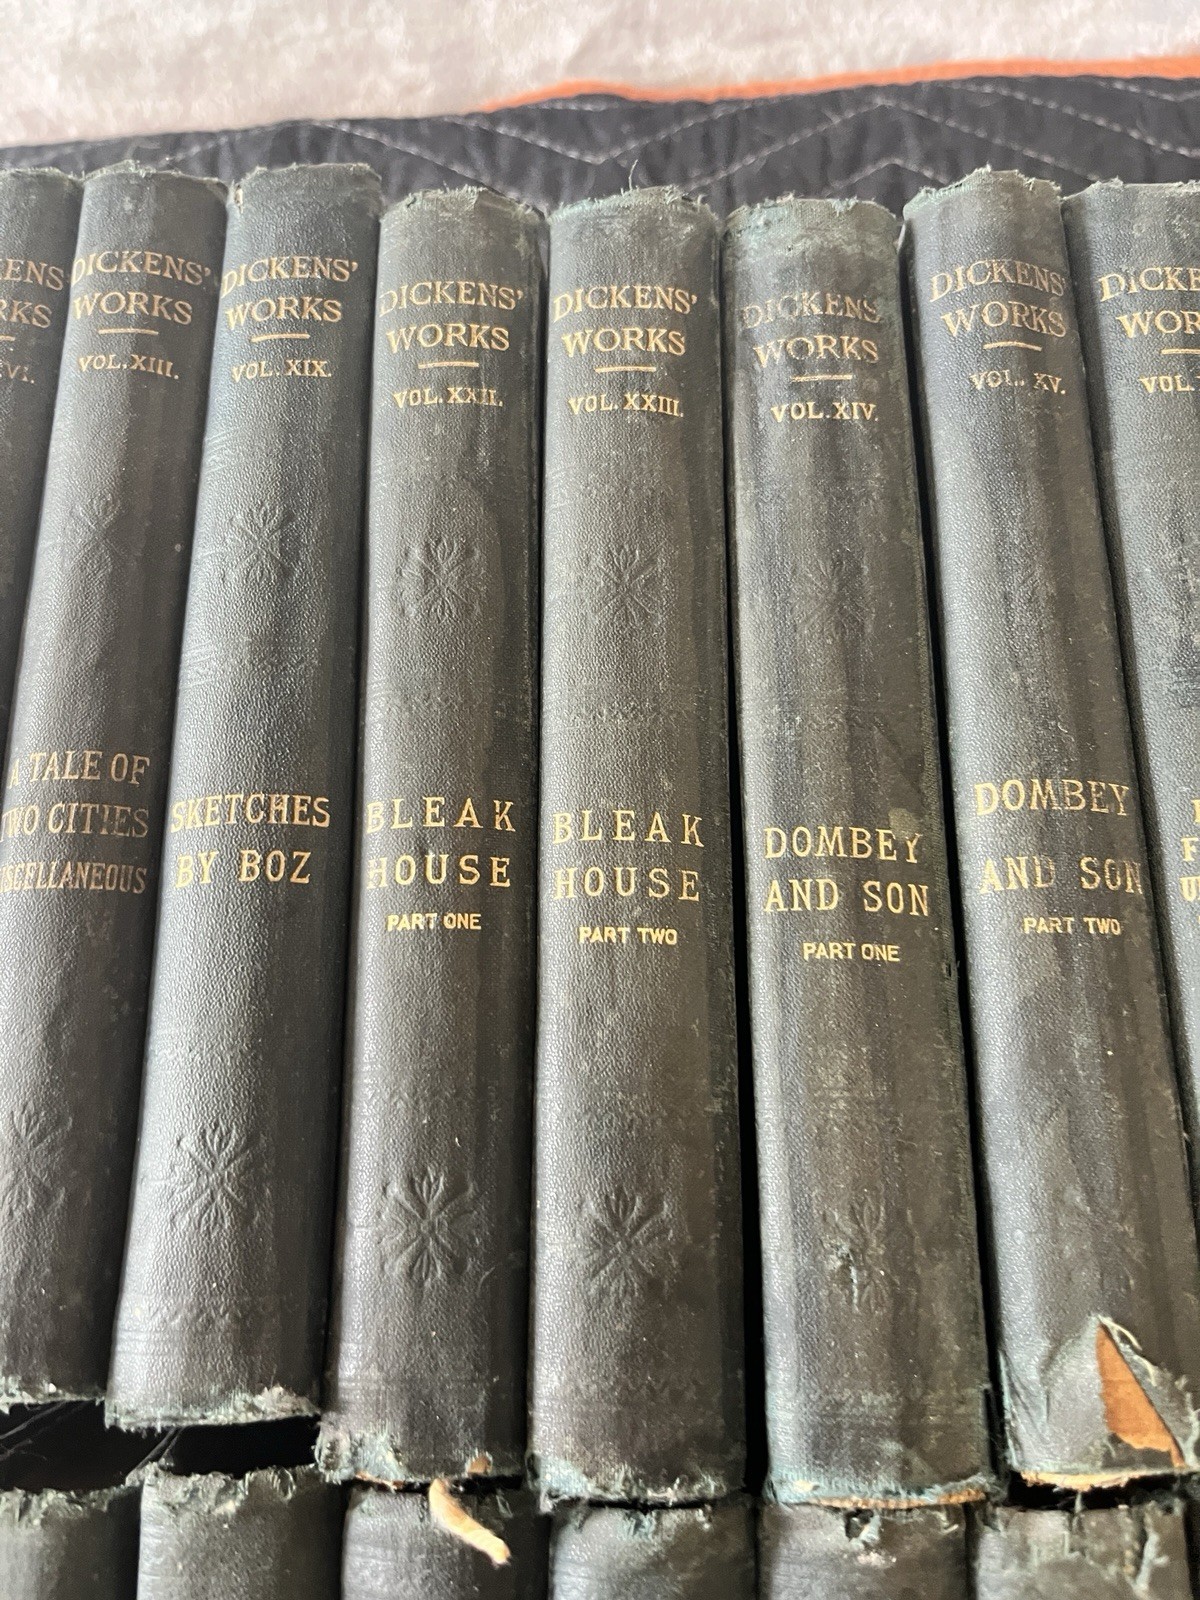 DICKENS'
WORKS
VOL. XIII.
A TALE OF
TWO CITIES
DICKENS'
WORKS
VOL. XIX.
SKETCHES
BY BOZ
DICKENS'
WORKS
VOL. XXII.
BLEAK
HOUSE
PART ONE
DICKENS'
WORKS
VOL. XXIII.
BLEAK
HOUSE
PART TWO
DICKENS'
WORKS
VOL. XIV.
DOMBEY
AND SON
PART ONE
DICKENS'
WORKS
VOL. XV.
DOMBEY
AND SON
PART TWO
VOL.